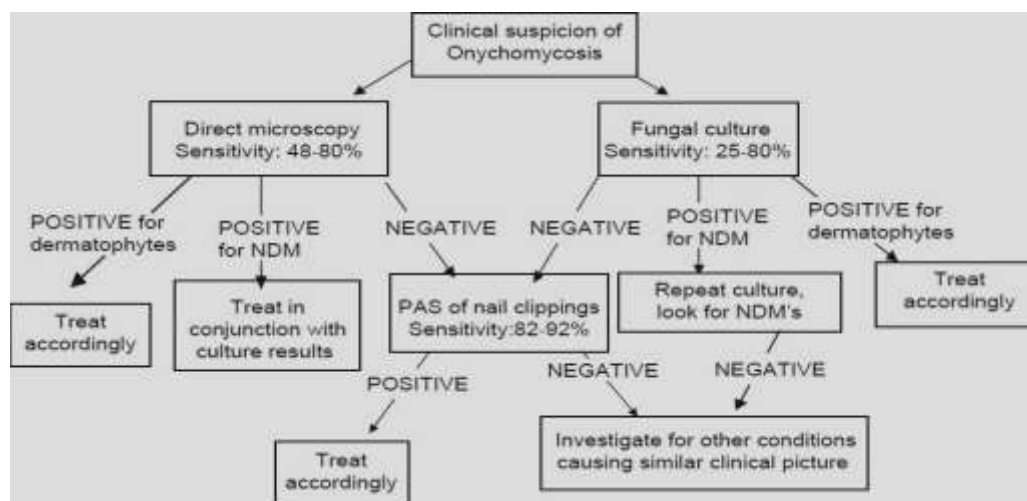 Clinical suspicion of
Onychomycosis
Direct microscopy
Sensitivity: 48-80%
Fungal culture
Sensitivity: 25-80%
POSITIVE for
dermatophytes
POSITIVE
for NDM
NEGATIVE
NEGATIVE
POSITIVE
for NDM
POSITIVE for
dermatophytes
Treat
accordingly
Treat in
conjunction with
culture results
PAS of nail clippings
Sensitivity:82-92%
Repeat culture,
look for NDM's
Treat
accordingly
POSITIVE
NEGATIVE
NEGATIVE
Treat
accordingly
Investigate for other conditions
causing similar clinical picture